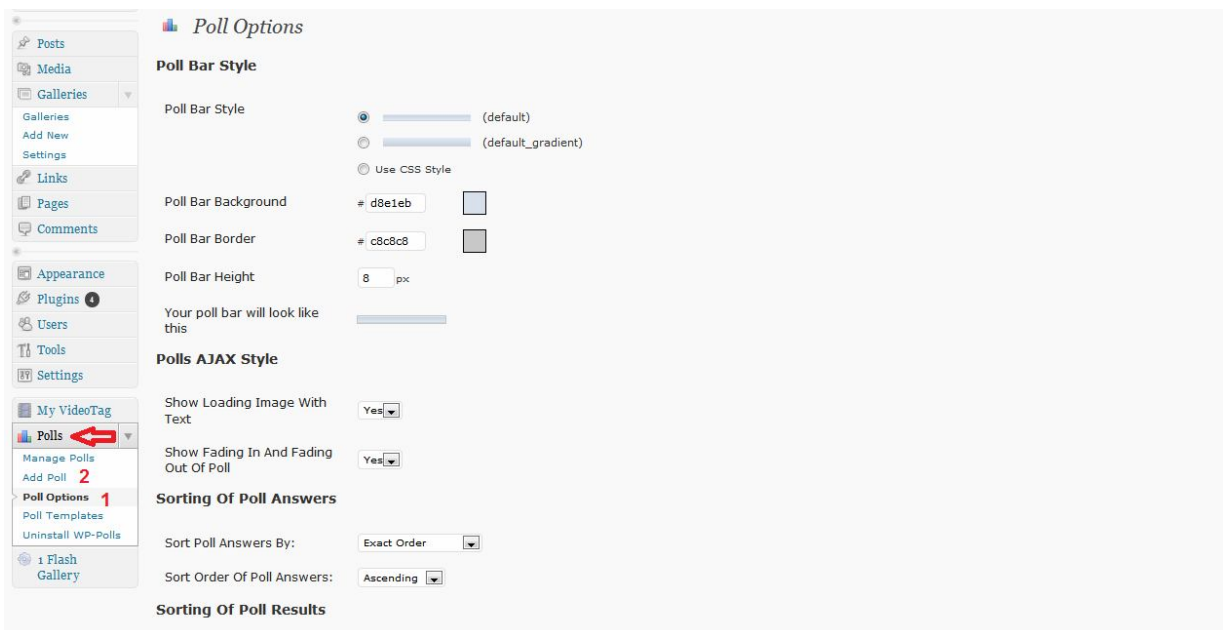 Posts
Media
Galleries
Galleries
Add New
Settings
Links
Pages
Comments
Appearance
Plugins 4
Users
Tools
Settings
My VideoTag
Polls
Manage Polls
Add Poll 2
Poll Options 1
Poll Templates
Uninstall WP-Polls
1 Flash
Gallery
Poll Options
Poll Bar Style
Poll Bar Style
(default)
(default_gradient)
Use CSS Style
Poll Bar Background # d8e1eb
Poll Bar Border # c8c8c8
Poll Bar Height 8 px
Your poll bar will look like
this
Polls AJAX Style
Show Loading Image With
Text
Yes
Show Fading In And Fading
Out Of Poll
Yes
Sorting Of Poll Answers
Sort Poll Answers By: Exact Order
Sort Order Of Poll Answers: Ascending
Sorting Of Poll Results